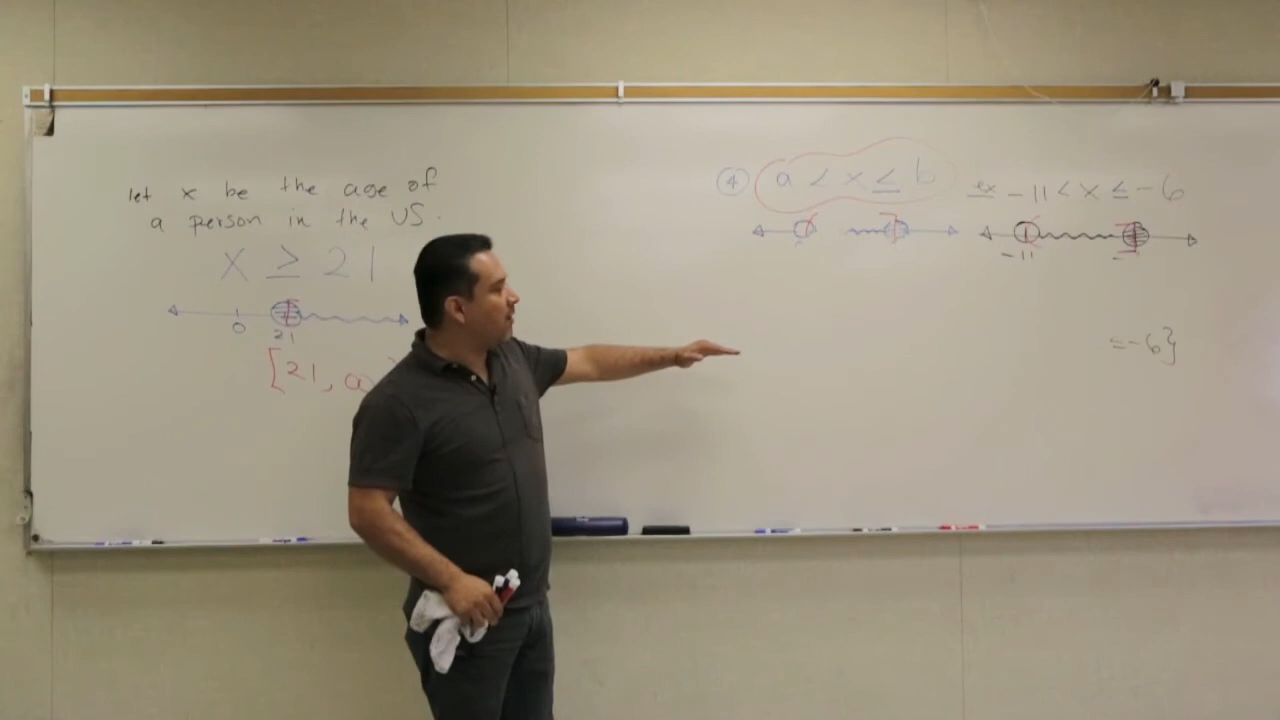 let x be the age of
a person in the US.
x ≥ 21
0 21
[21, ∞
④ a < x ≤ b
ex -11 < x ≤ -6
-11
≤ -6}